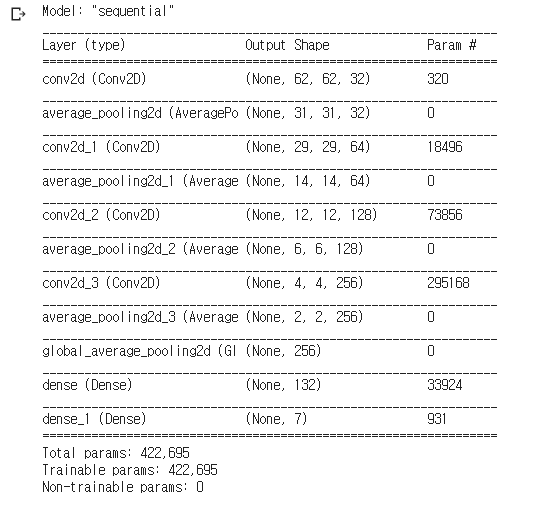 Model: "sequential"
_________________________________________________________________
Layer (type)                 Output Shape              Param #
=================================================================
conv2d (Conv2D)              (None, 62, 62, 32)        320
_________________________________________________________________
average_pooling2d (AveragePo (None, 31, 31, 32)        0
_________________________________________________________________
conv2d_1 (Conv2D)            (None, 29, 29, 64)        18496
_________________________________________________________________
average_pooling2d_1 (Average (None, 14, 14, 64)        0
_________________________________________________________________
conv2d_2 (Conv2D)            (None, 12, 12, 128)       73856
_________________________________________________________________
average_pooling2d_2 (Average (None, 6, 6, 128)         0
_________________________________________________________________
conv2d_3 (Conv2D)            (None, 4, 4, 256)         295168
_________________________________________________________________
average_pooling2d_3 (Average (None, 2, 2, 256)         0
_________________________________________________________________
global_average_pooling2d (Gl (None, 256)               0
_________________________________________________________________
dense (Dense)                (None, 132)               33924
_________________________________________________________________
dense_1 (Dense)              (None, 7)                 931
=================================================================
Total params: 422,695
Trainable params: 422,695
Non-trainable params: 0